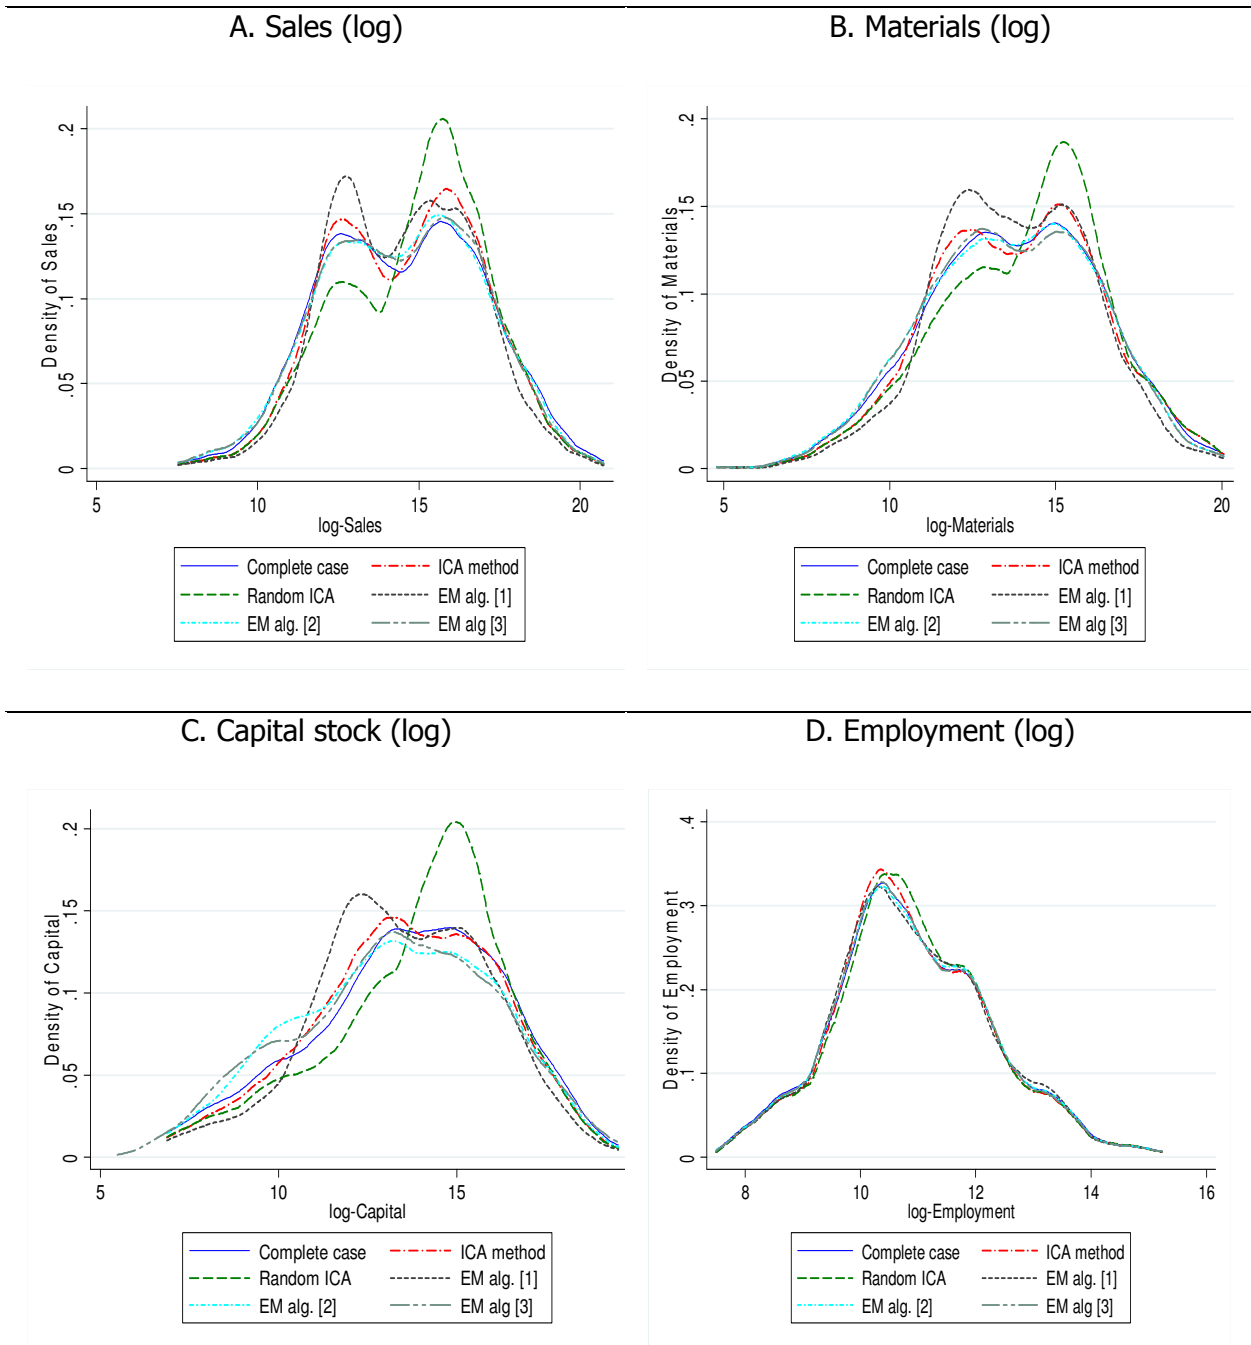 A. Sales (log)
B. Materials (log)
Density of Sales
0 .05 .1 .15 .2
5 10 15 20
log-Sales
Complete case ICA method
Random ICA EM alg. [1]
EM alg. [2] EM alg [3]
Density of Materials
0 .05 .1 .15 .2
5 10 15 20
log-Materials
Complete case ICA method
Random ICA EM alg. [1]
EM alg. [2] EM alg [3]
C. Capital stock (log)
D. Employment (log)
Density of Capital
0 .05 .1 .15 .2
5 10 15
log-Capital
Complete case ICA method
Random ICA EM alg. [1]
EM alg. [2] EM alg [3]
Density of Employment
0 .1 .2 .3 .4
8 10 12 14 16
log-Employment
Complete case ICA method
Random ICA EM alg. [1]
EM alg. [2] EM alg [3]